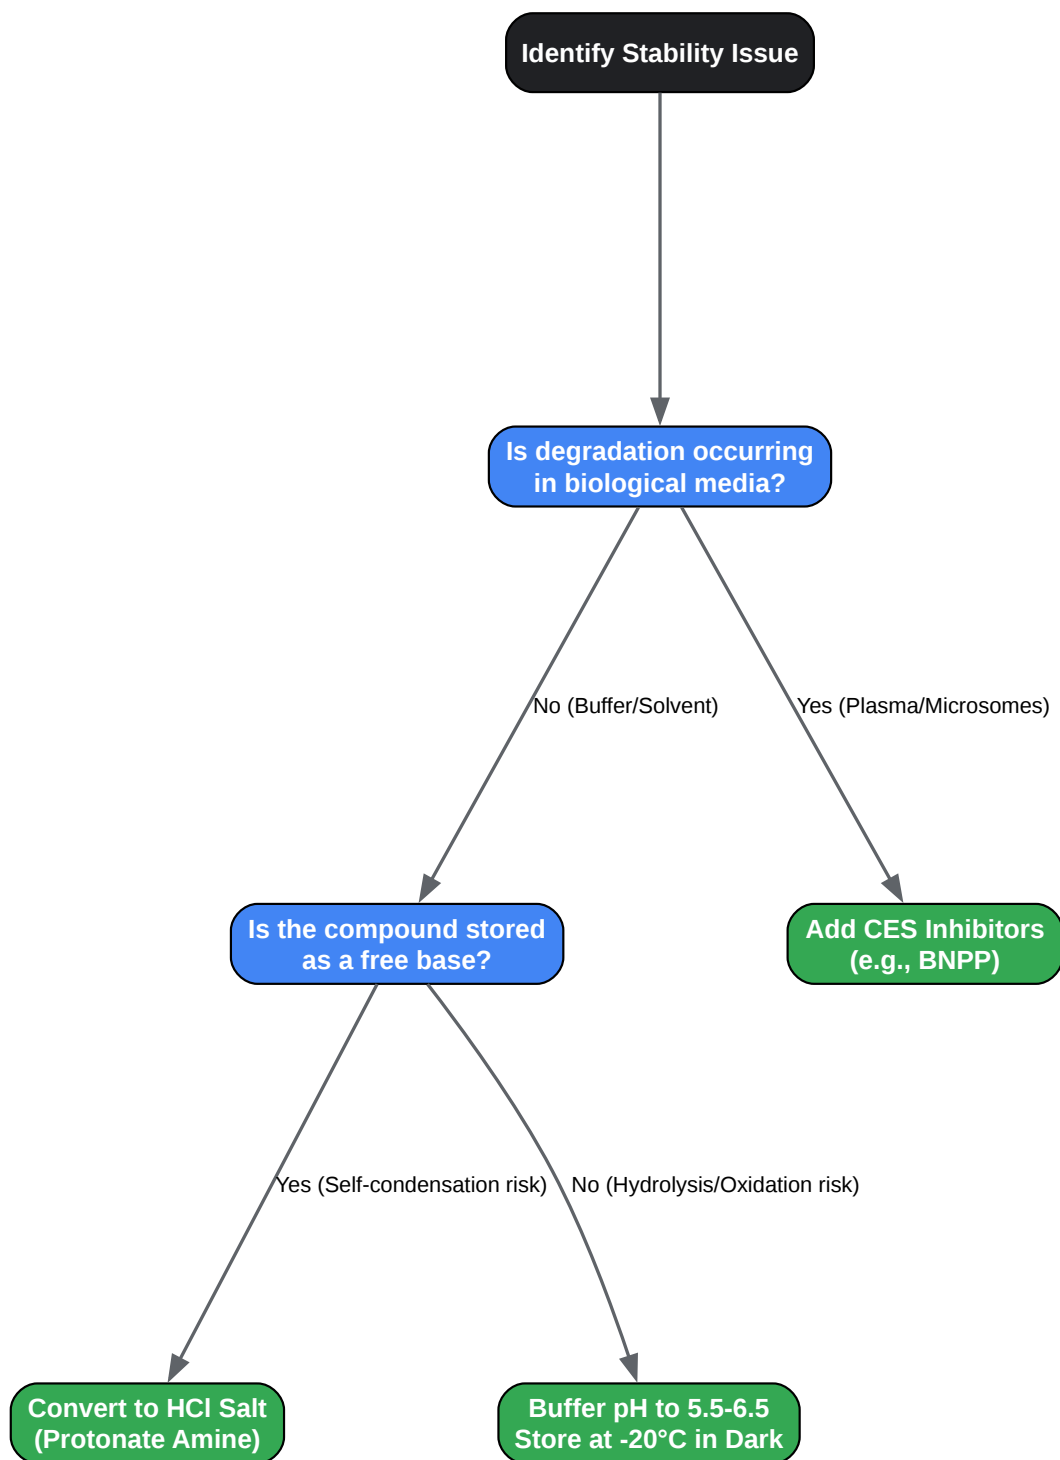 Identify Stability Issue
Is degradation occurring
in biological media?
No (Buffer/Solvent)
Yes (Plasma/Microsomes)
Is the compound stored
as a free base?
Add CES Inhibitors
(e.g., BNPP)
Yes (Self-condensation risk)
No (Hydrolysis/Oxidation risk)
Convert to HCl Salt
(Protonate Amine)
Buffer pH to 5.5-6.5
Store at -20°C in Dark